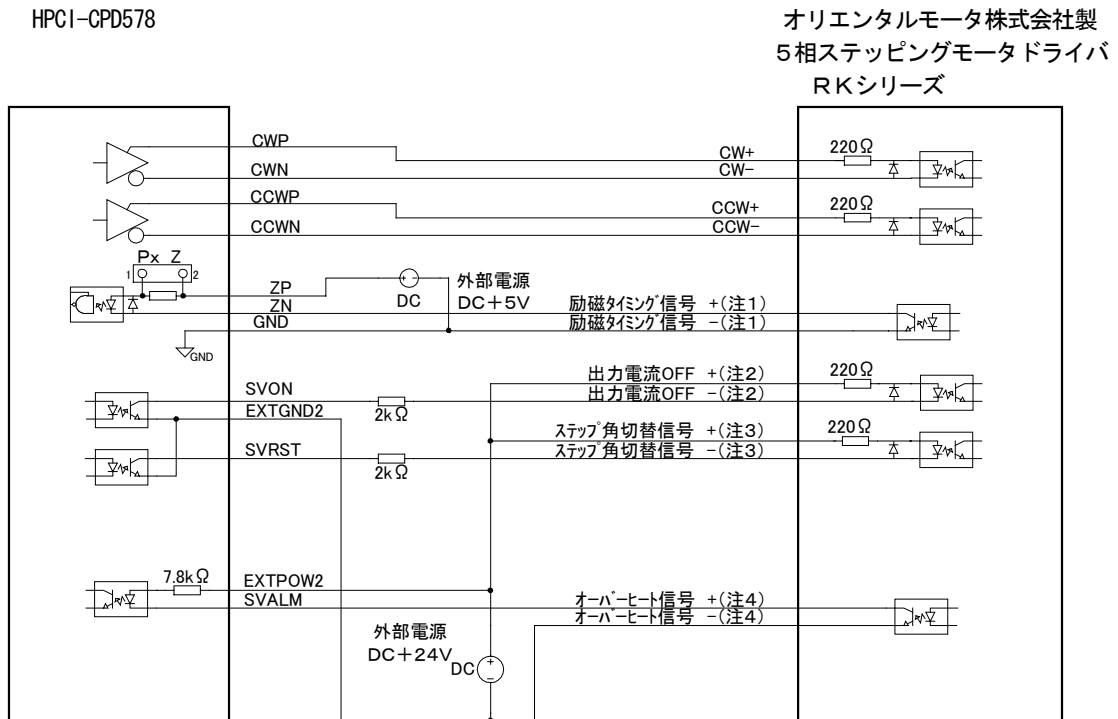 HPCI-CPD578
オリエンタルモータ株式会社製
５相ステッピングモータドライバ
ＲＫシリーズ
CWP
CWN
CW+
CW-
220Ω
CCWP
CCWN
CCW+
CCW-
220Ω
Px Z
1 2
ZP
ZN
GND
GND
DC
外部電源
DC＋5V
励磁ﾀｲﾐﾝｸﾞ信号 +(注1)
励磁ﾀｲﾐﾝｸﾞ信号 -(注1)
SVON
EXTGND2
2kΩ
出力電流OFF +(注2)
出力電流OFF -(注2)
220Ω
SVRST
2kΩ
ｽﾃｯﾌﾟ角切替信号 +(注3)
ｽﾃｯﾌﾟ角切替信号 -(注3)
220Ω
7.8kΩ
EXTPOW2
SVALM
ｵｰﾊﾞｰﾋｰﾄ信号 +(注4)
ｵｰﾊﾞｰﾋｰﾄ信号 -(注4)
外部電源
DC＋24V
DC